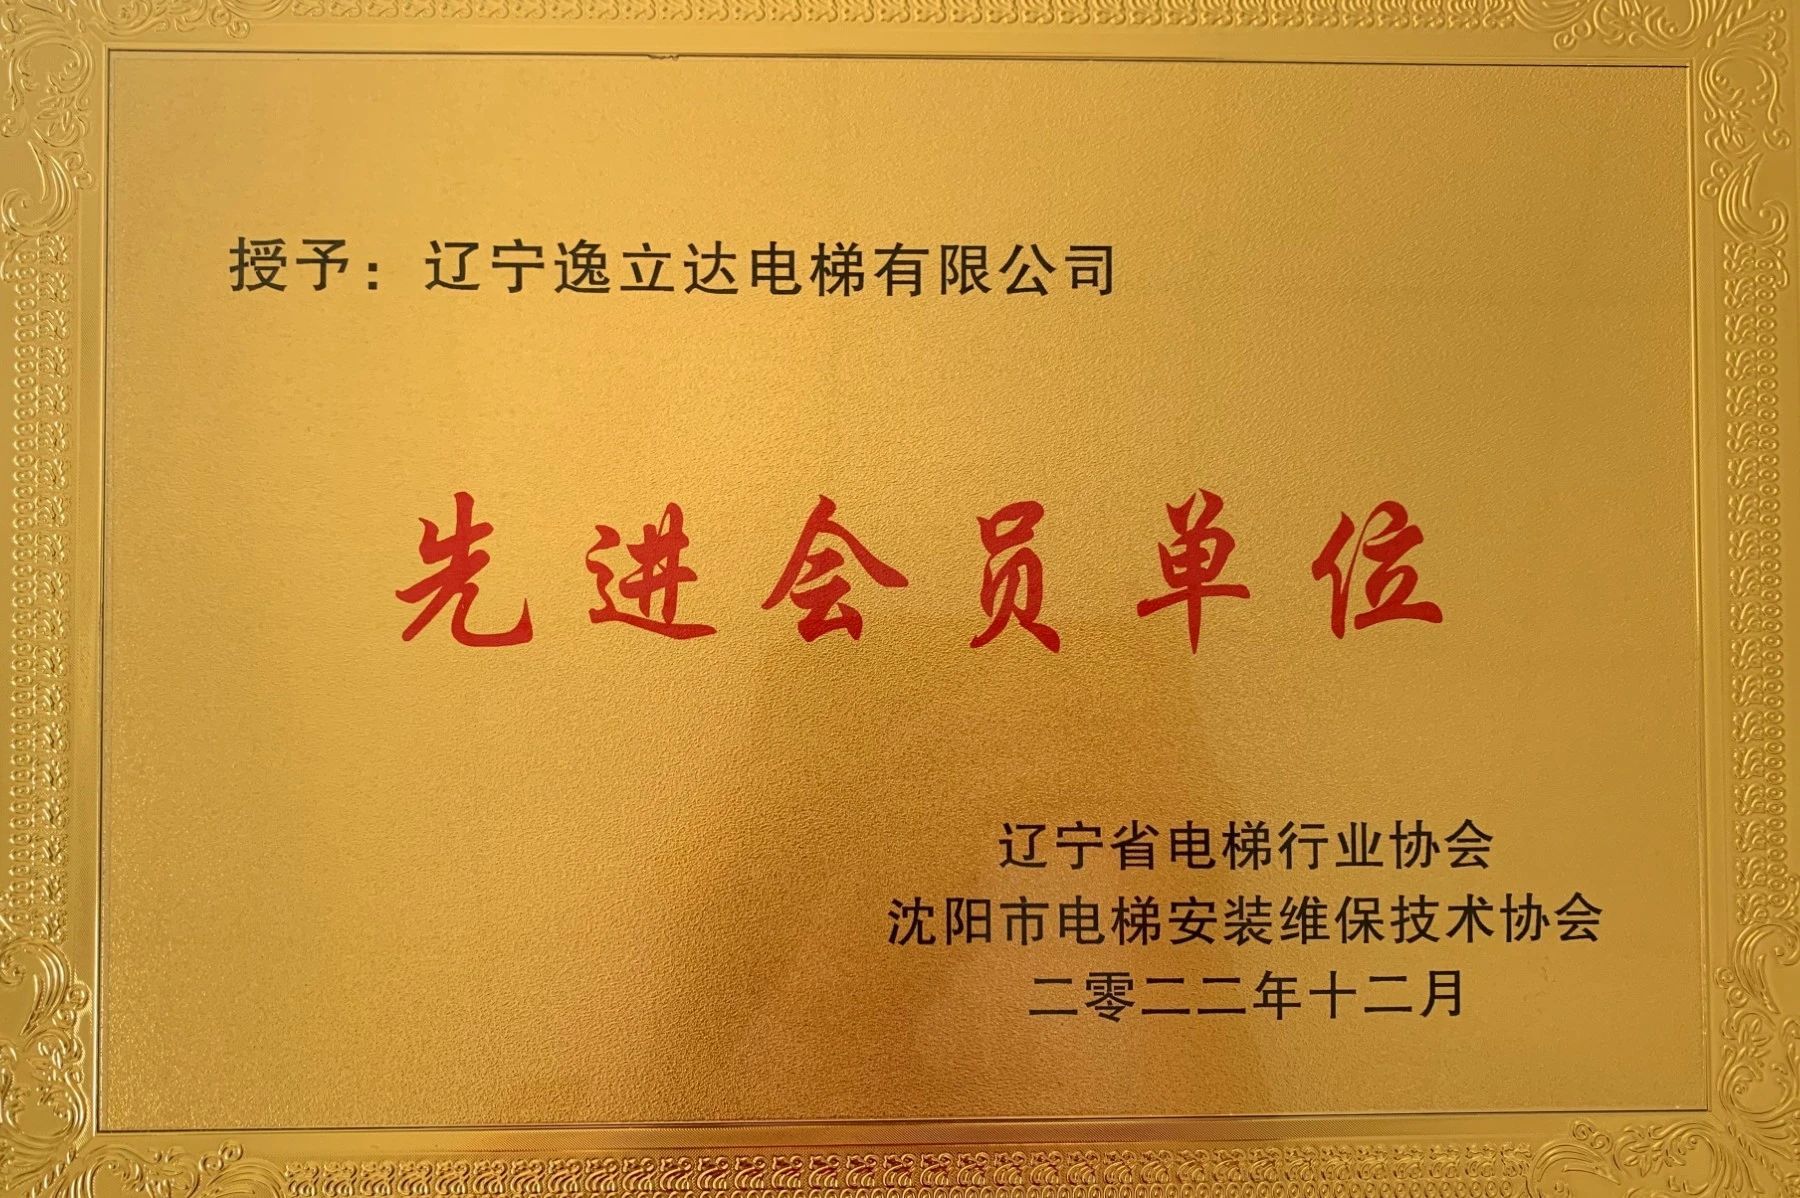 授予：辽宁逸立达电梯有限公司
先进会员单位
辽宁省电梯行业协会
沈阳市电梯安装维保技术协会
二零二二年十二月